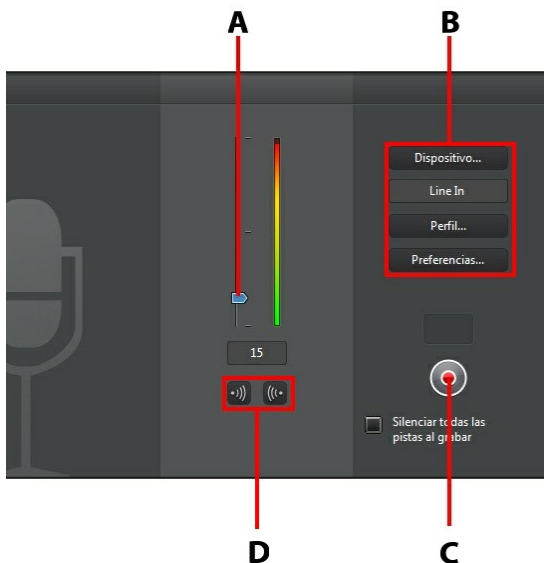 A
B
Dispositivo...
Line In
Perfil...
Preferencias...
15
Silenciar todas las
pistas al grabar
D
C